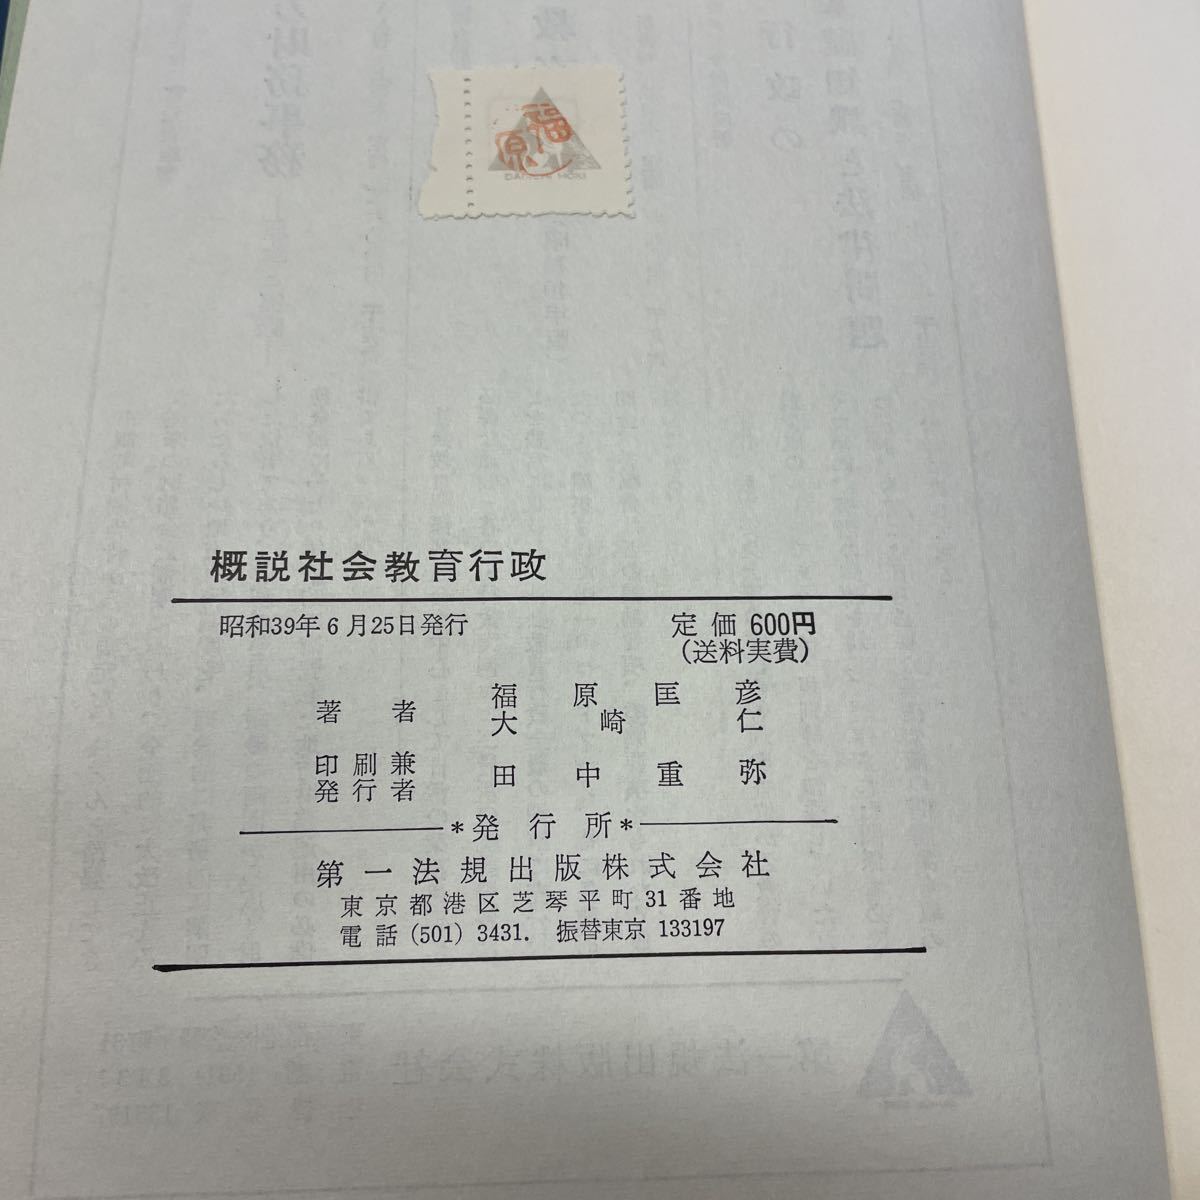 福原
DAIICHI HOKI
概説社会教育行政
昭和39年6月25日発行
定価 600円
(送料実費)
著者 福原匡彦
大崎仁
印刷兼
発行者 田中重弥
*発行所*
第一法規出版株式会社
東京都港区芝琴平町31番地
電話 (501) 3431. 振替東京 133197